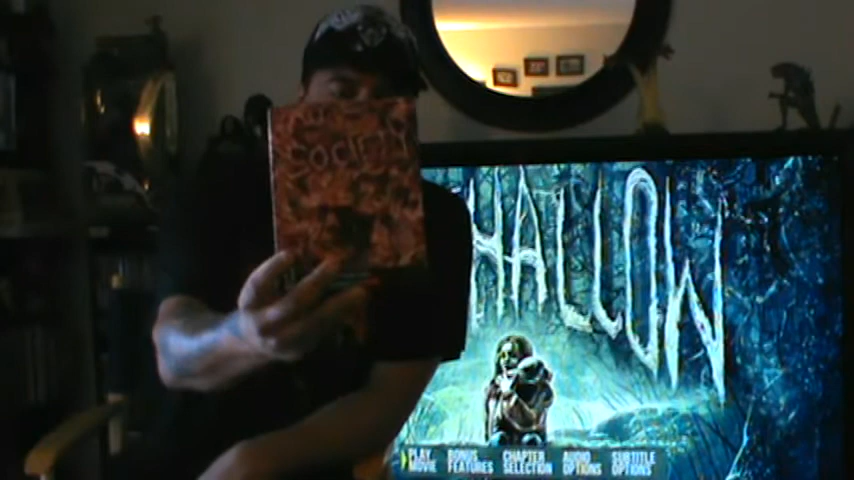 Society
HALLOW
PLAY
MOVIE
BONUS
FEATURES
CHAPTER
SELECTION
AUDIO
OPTIONS
SUBTITLE
OPTIONS